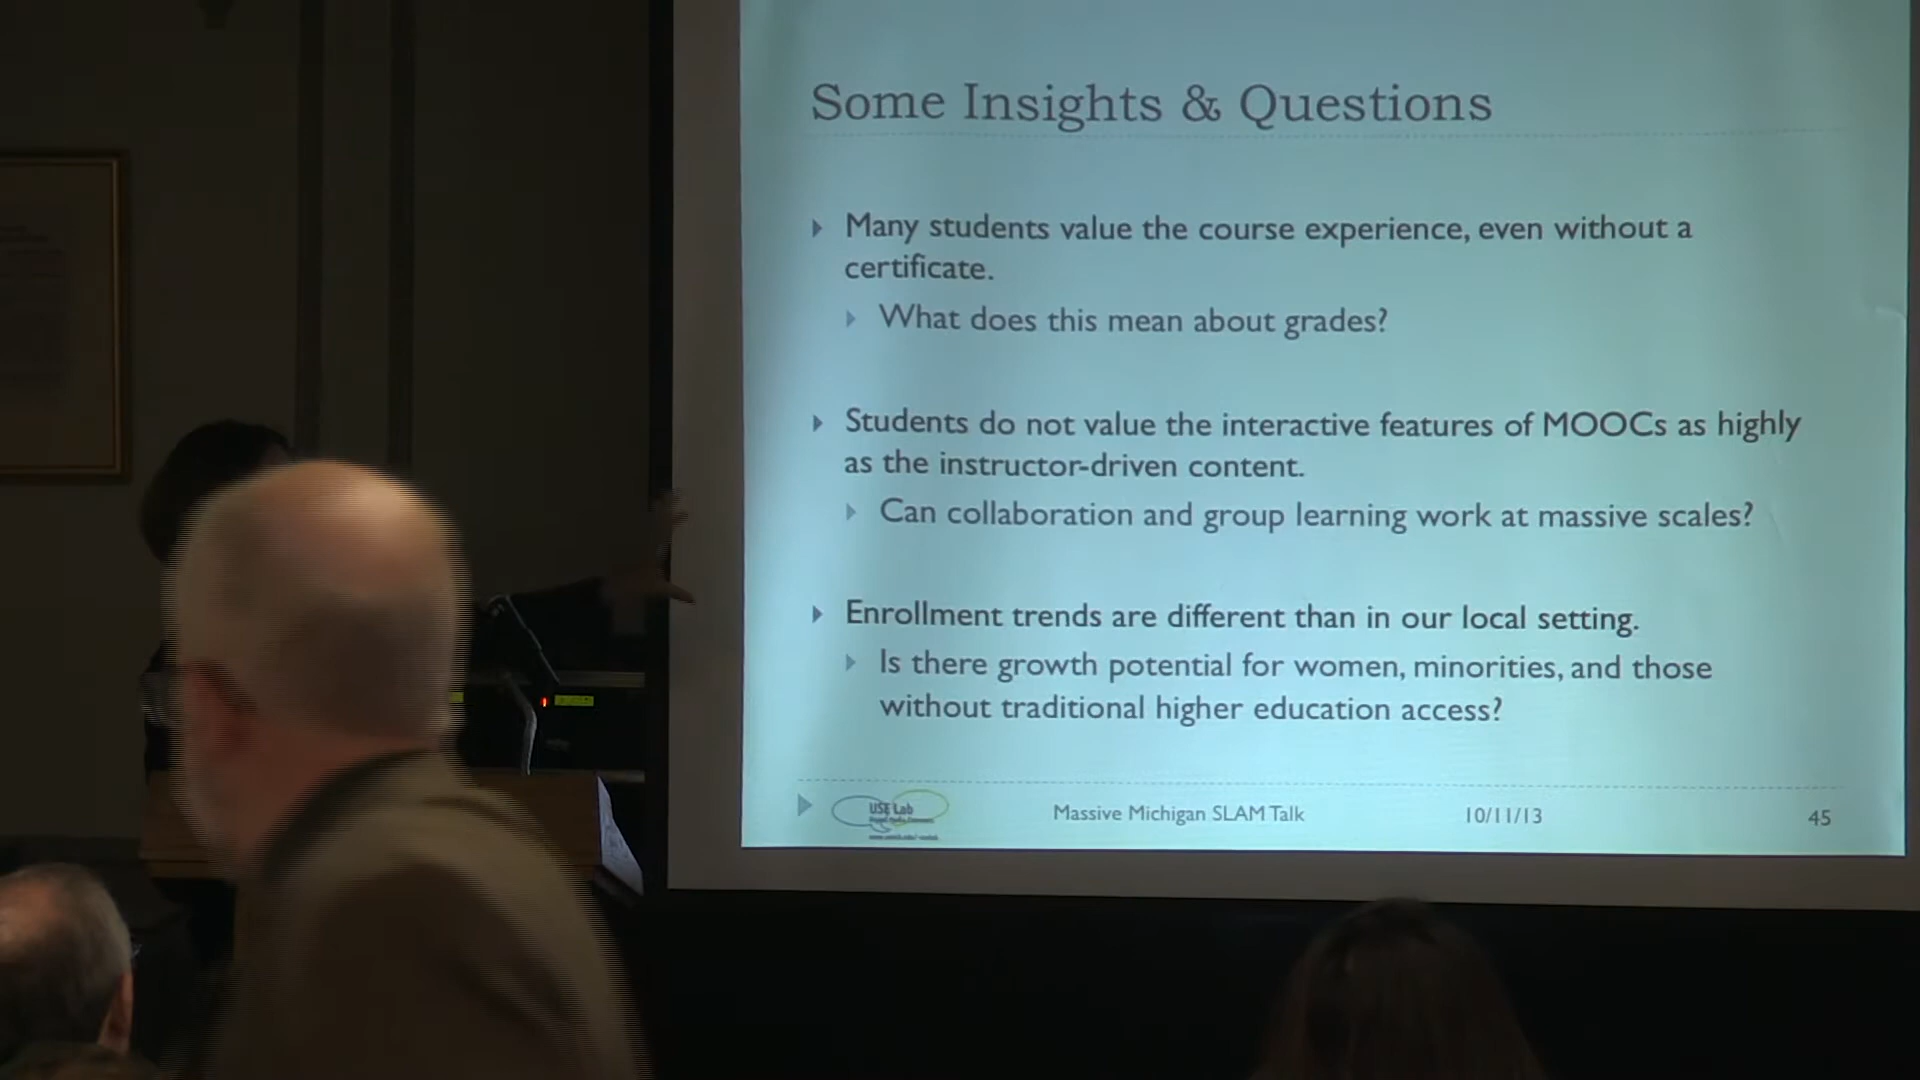 Some Insights & Questions
Many students value the course experience, even without a
certificate.
What does this mean about grades?
Students do not value the interactive features of MOOCs as highly
as the instructor-driven content.
Can collaboration and group learning work at massive scales?
Enrollment trends are different than in our local setting.
Is there growth potential for women, minorities, and those
without traditional higher education access?
USE Lab
Massive Michigan SLAM Talk
10/11/13
45